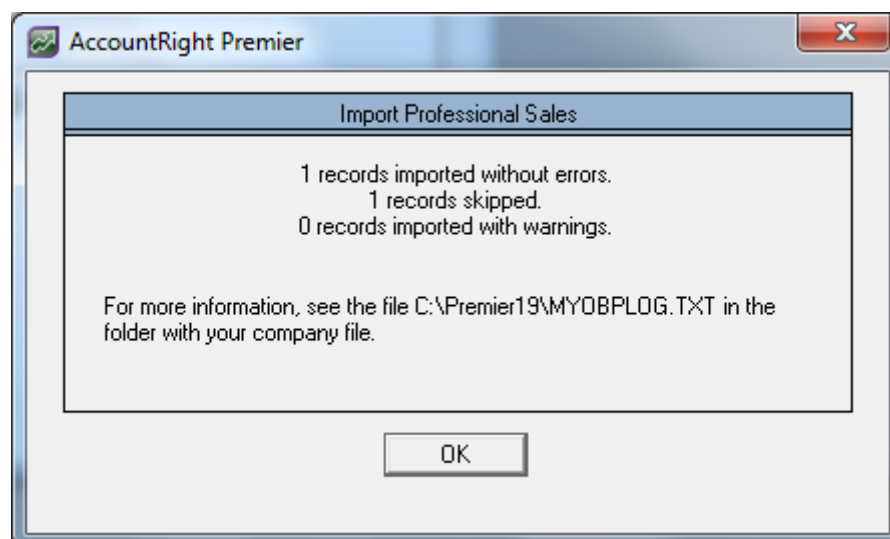 AccountRight Premier
Import Professional Sales
1 records imported without errors.
1 records skipped.
0 records imported with warnings.
For more information, see the file C:\Premier19\MYOBPLOG.TXT in the
folder with your company file.
OK